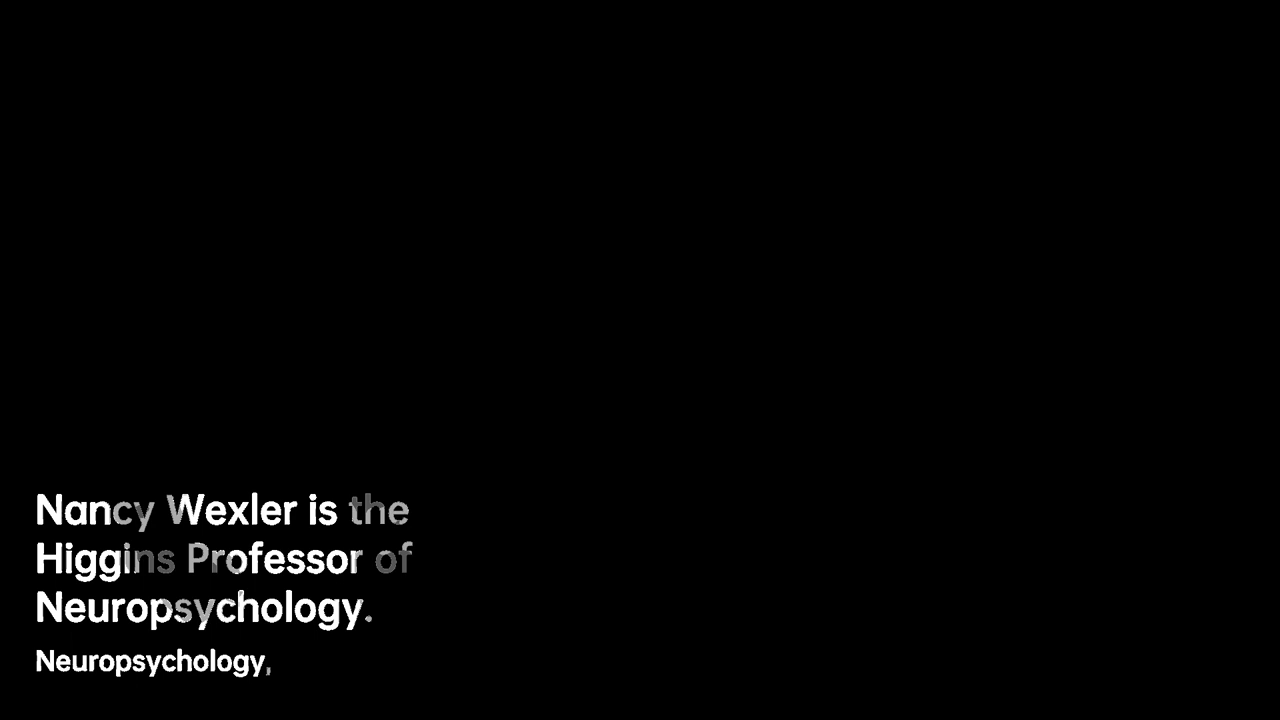 Nancy Wexler is the
Higgins Professor of
Neuropsychology.
Neuropsychology,